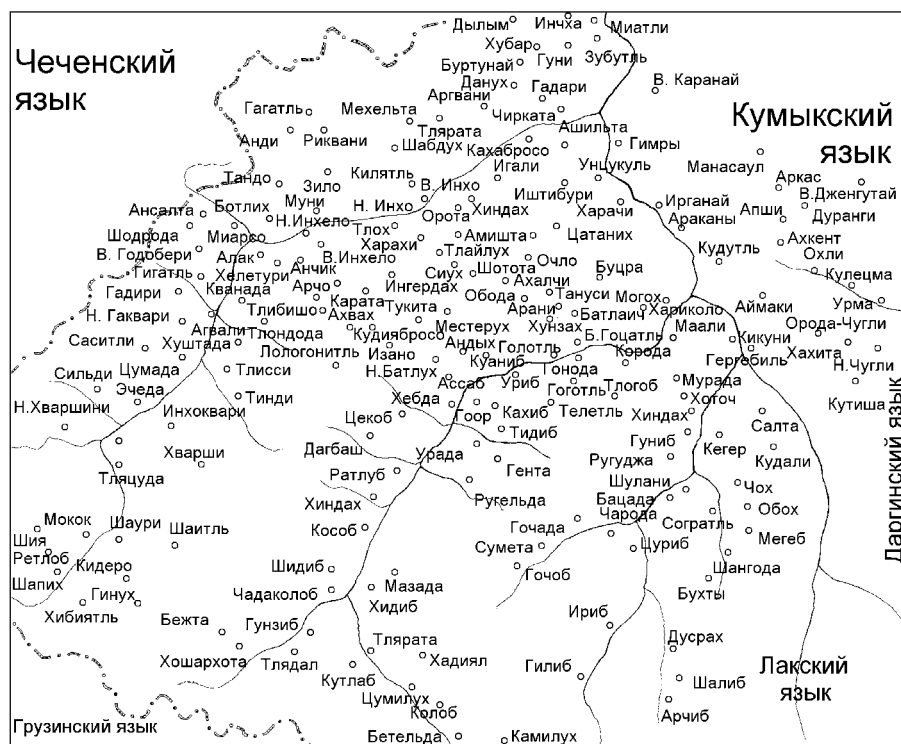 Дылым Инчха Миатли
Чеченский язык
Хубар Гуни Зубутль
Буртунай
Данух Гадари В. Каранай
Гагатль Мехельта Аргвани
Чирката Кумыкский язык
Анди Риквани Тлярата Ашильта
Шабдух Кахабросо Гимры
Игали Унцукуль Манасаул
Тандо Зило Килятль В. Инхо Аркас
Иштибури В.Дженгутай
Ансалта Ботлих Муни Н. Инхо Хиндах Харачи Ирганай
Н.Инхело Орота Араканы Апши Дуранги
Шодрода Миарсо Тлох Амишта Цатаних
Харахи Ахкент
В. Годобери Алак В.Инхело Тлайлух Кудутль Охли
Гигатль Хелетури Анчик Сиух Шотота Очло Буцра Кулецма
Кванада Арчо Ингердах Ахалчи
Гадири Карата Обода Тануси Могох Урма
Тлибишо Ахвах Тукита Арани Батлаич Хариколо Аймаки
Н. Гаквари Агвали Тлондода Местерух Хунзах Маали Орода-Чугли
Саситли Хуштада Кудиябросо Андых Голотль Б.Гоцатль Кикуни Хахита
Лологонитль Изано Куаниб Корода Гергебиль
Цумада Тлисси Н.Батлух Гонода Н.Чугли
Сильди Эчеда Ассаб Уриб Гоготль Тлогоб Мурада
Тинди Хебда Хоточ Кутиша
Н.Хваршини Инхоквари Гоор Кахиб Телетль Хиндах
Цекоб Тидиб Салта
Хварши Дагбаш Урада Гуниб Кегер
Гента Ругуджа Кудали
Тляцуда Ратлуб Шулани
Ругельда Бацада Чох
Хиндах Чарода
Мокок Шаури Шаитль Кособ Гочада Согратль Обох
Шия Сумета Цуриб Мегеб
Ретлоб Кидеро Шидиб Шангода
Шапих Мазада Гочоб
Гинух Чадаколоб Бухты
Хибиятль Хидиб
Бежта Гунзиб Ириб
Тлярата Дусрах
Хошархота Тлядал Хадиял
Гилиб Лакский язык
Кутлаб Шалиб
Цумилух
Колоб Арчиб
Грузинский язык
Бетельда Камилух
Даргинский язык